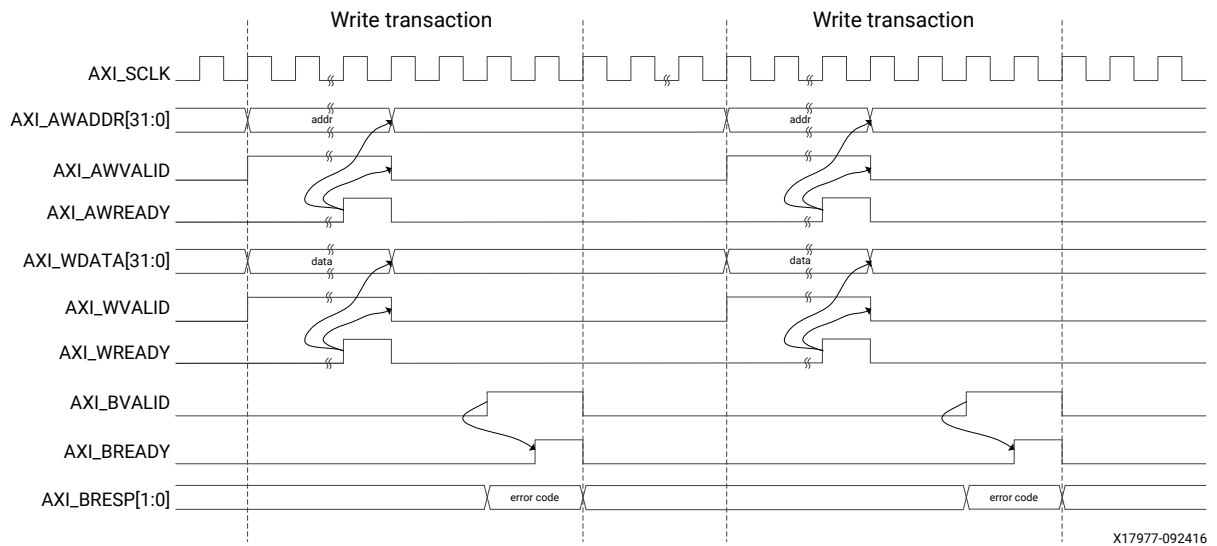 Write transaction Write transaction
AXI_SCLK
AXI_AWADDR[31:0] addr addr
AXI_AWVALID
AXI_AWREADY
AXI_WDATA[31:0] data data
AXI_WVALID
AXI_WREADY
AXI_BVALID
AXI_BREADY
AXI_BRESP[1:0] error code error code
X17977-092416